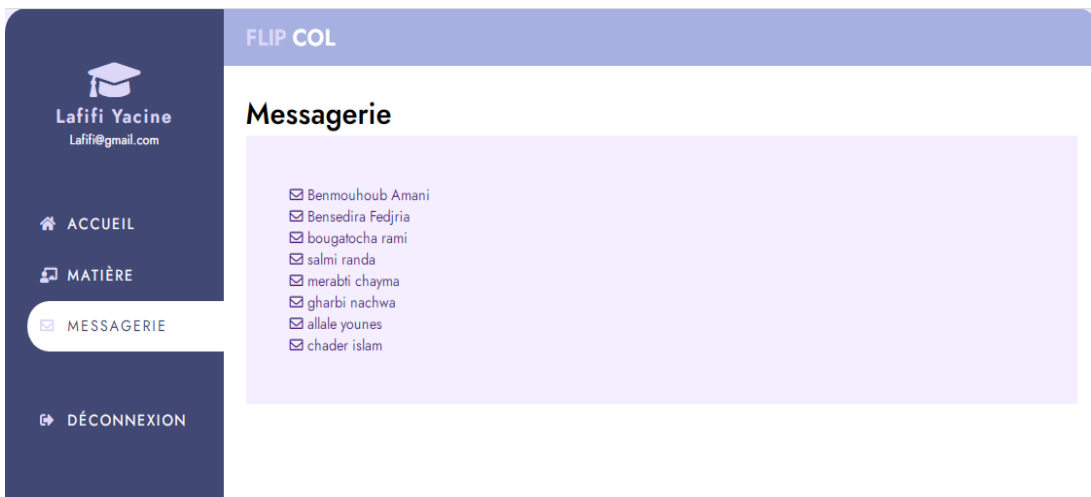 FLIP COL
Lafifi Yacine
Lafifi@gmail.com
ACCUEIL
MATIÈRE
MESSAGERIE
DÉCONNEXION
Messagerie
Benmouhoub Amani
Bensedira Fedjria
bougatocha rami
salmi randa
merabti chayma
gharbi nachwa
allale younes
chader islam